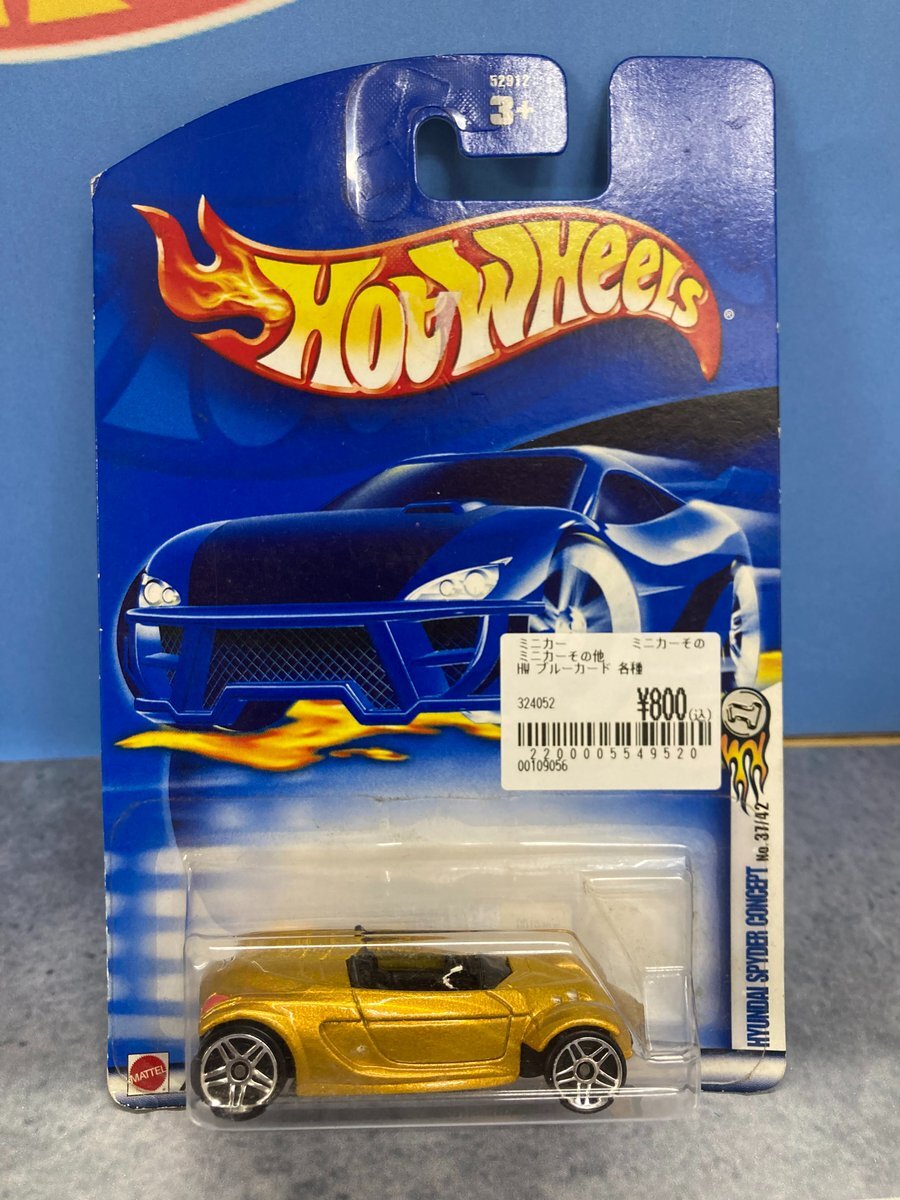 52912
3+
HotWheels
®
ミニカー ミニカーその
ミニカーその他
HW ブルーカード 各種
324052 ¥800(込)
2200005549520
00109056
HYUNDAI SPYDER CONCEPT No. 37/42
MATTEL